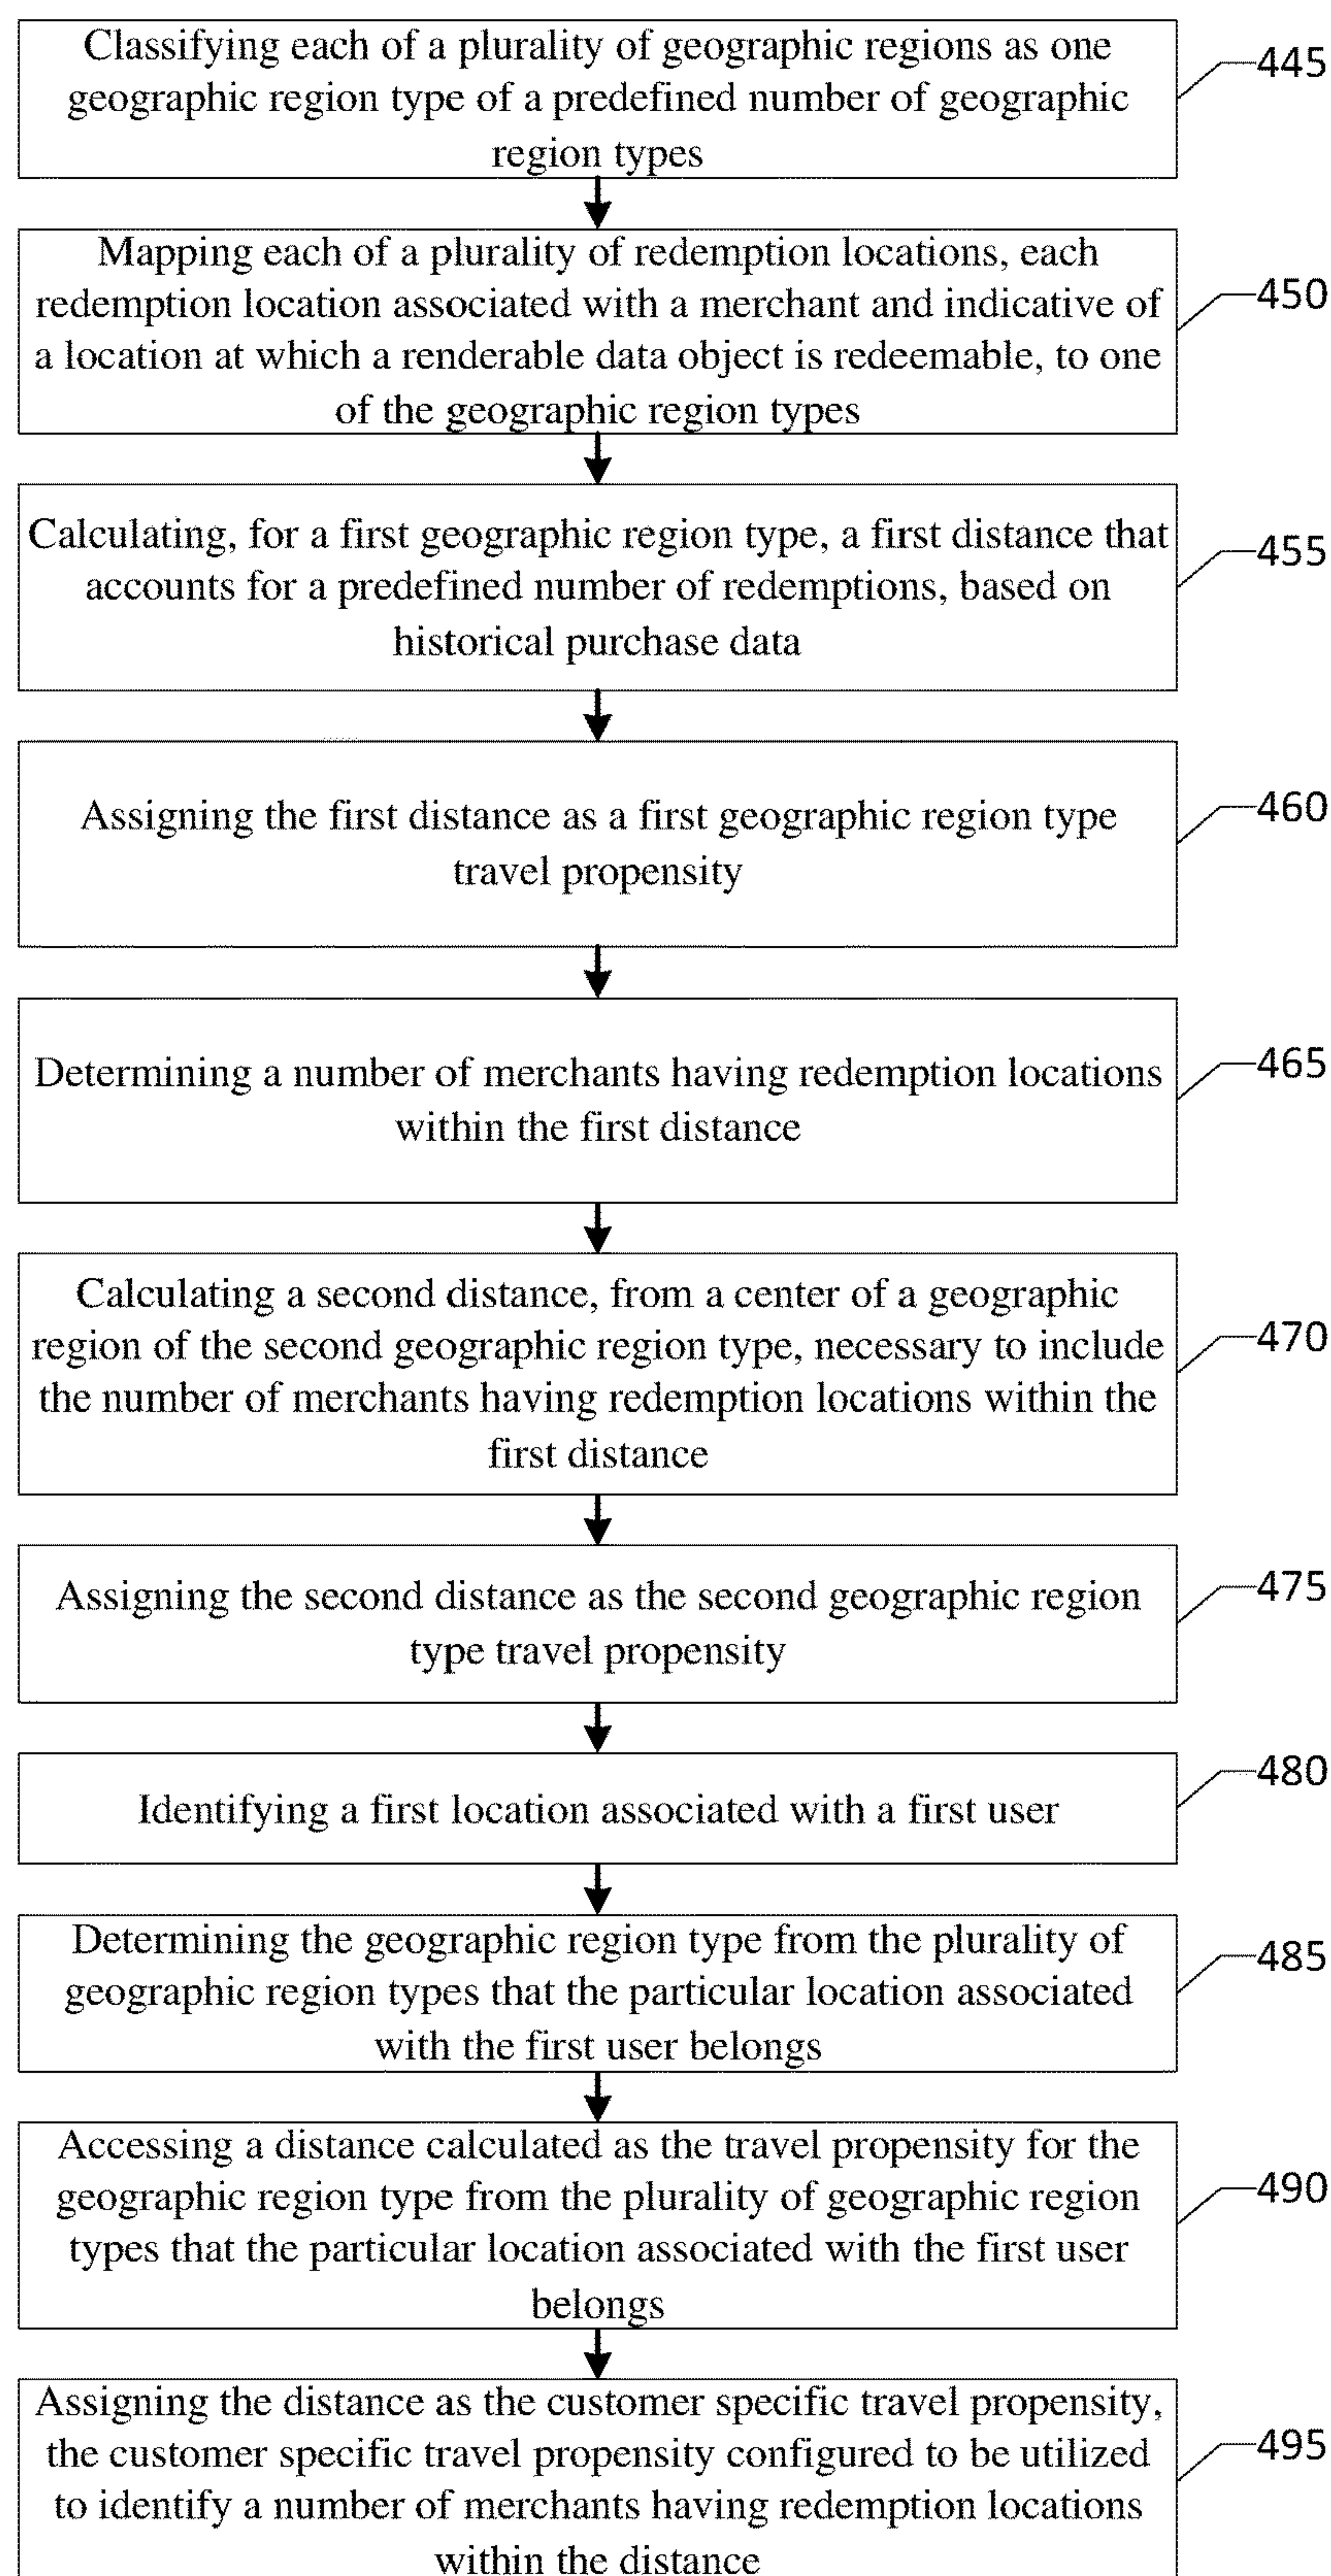 Classifying each of a plurality of geographic regions as one
geographic region type of a predefined number of geographic
region types
445
Mapping each of a plurality of redemption locations, each
redemption location associated with a merchant and indicative of
a location at which a renderable data object is redeemable, to one
of the geographic region types
450
Calculating, for a first geographic region type, a first distance that
accounts for a predefined number of redemptions, based on
historical purchase data
455
Assigning the first distance as a first geographic region type
travel propensity
460
Determining a number of merchants having redemption locations
within the first distance
465
Calculating a second distance, from a center of a geographic
region of the second geographic region type, necessary to include
the number of merchants having redemption locations within the
first distance
470
Assigning the second distance as the second geographic region
type travel propensity
475
Identifying a first location associated with a first user
480
Determining the geographic region type from the plurality of
geographic region types that the particular location associated
with the first user belongs
485
Accessing a distance calculated as the travel propensity for the
geographic region type from the plurality of geographic region
types that the particular location associated with the first user
belongs
490
Assigning the distance as the customer specific travel propensity,
the customer specific travel propensity configured to be utilized
to identify a number of merchants having redemption locations
within the distance
495